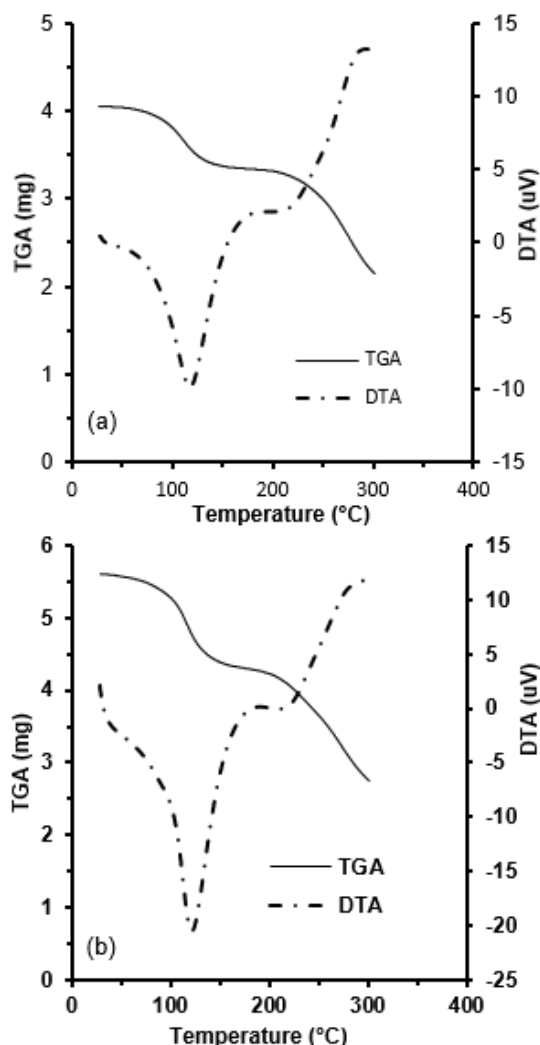 5 15
4 10
3 5
2 0
1 -5
0 -10
-15
TGA (mg)
DTA (uV)
TGA
DTA
(a)
0 100 200 300 400
Temperature (°C)
6 15
5 10
4 5
3 0
2 -5
1 -10
0 -15
-20
-25
TGA (mg)
DTA (uV)
TGA
DTA
(b)
0 100 200 300 400
Temperature (°C)